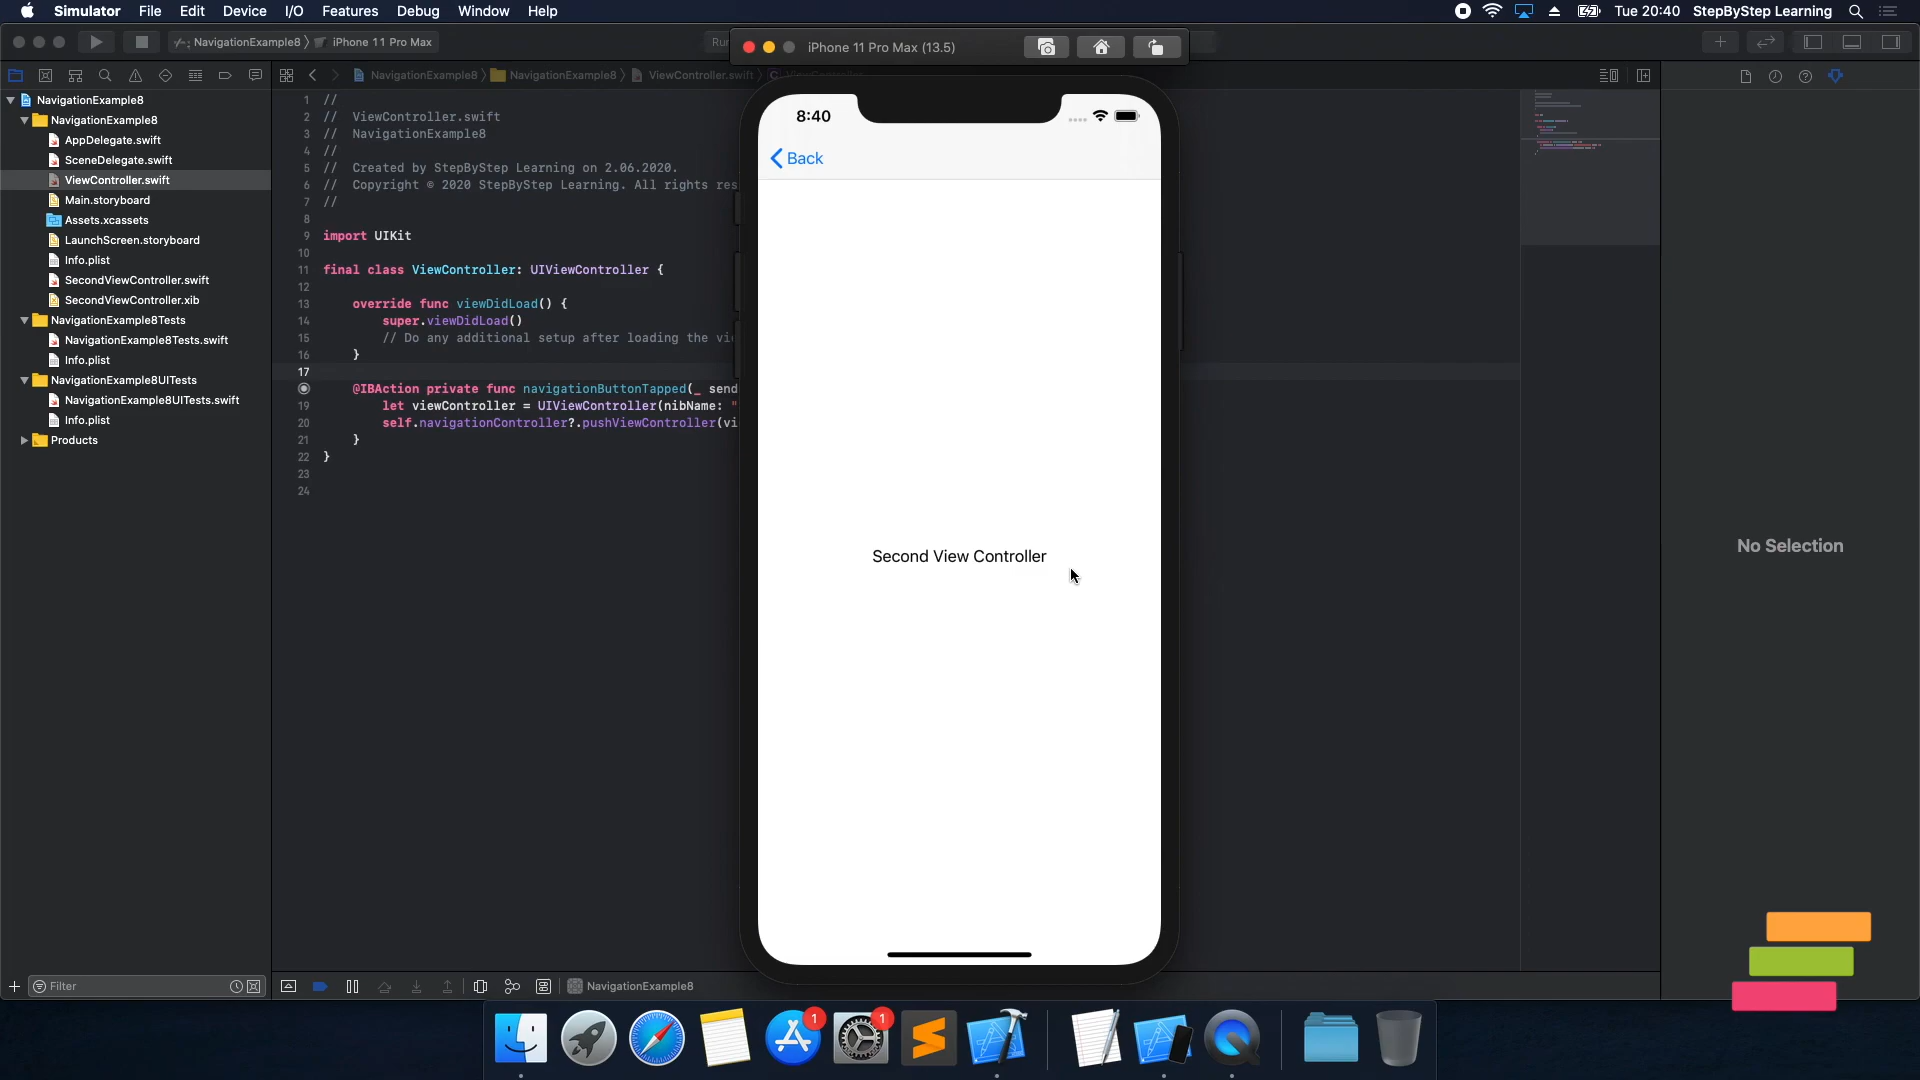 Simulator File Edit Device I/O Features Debug Window Help
Tue 20:40 StepByStep Learning
NavigationExample8 iPhone 11 Pro Max
iPhone 11 Pro Max (13.5)
NavigationExample8 NavigationExample8 ViewController.swift
NavigationExample8
NavigationExample8
AppDelegate.swift
SceneDelegate.swift
ViewController.swift
Main.storyboard
Assets.xcassets
LaunchScreen.storyboard
Info.plist
SecondViewController.swift
SecondViewController.xib
NavigationExample8Tests
NavigationExample8Tests.swift
Info.plist
NavigationExample8UITests
NavigationExample8UITests.swift
Info.plist
Products
Filter
1 //
2 // ViewController.swift
3 // NavigationExample8
4 //
5 // Created by StepByStep Learning on 2.06.2020.
6 // Copyright © 2020 StepByStep Learning. All rights res
7 //
8
9 import UIKit
10
11 final class ViewController: UIViewController {
12
13 override func viewDidLoad() {
14 super.viewDidLoad()
15 // Do any additional setup after loading the vi
16 }
17
@IBAction private func navigationButtonTapped(_ send
19 let viewController = UIViewController(nibName: "
20 self.navigationController?.pushViewController(vi
21 }
22 }
23
24
8:40
Back
Second View Controller
No Selection
NavigationExample8
1
1